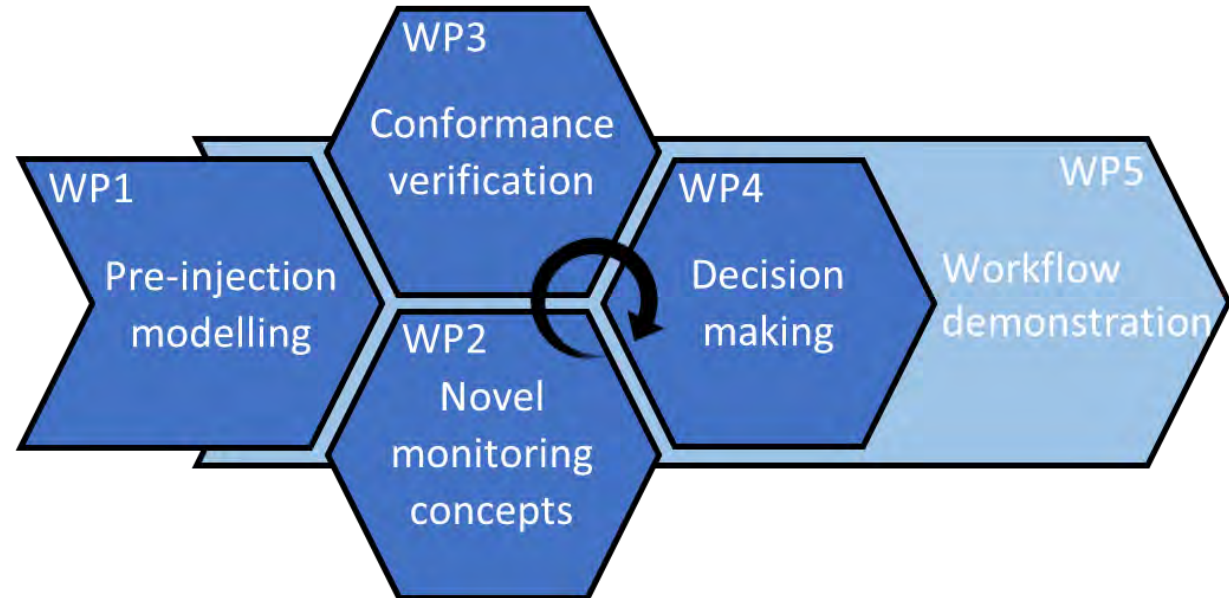 WP1
Pre-injection
modelling
WP3
Conformance
verification
WP2
Novel
monitoring
concepts
WP4
Decision
making
WP5
Workflow
demonstration